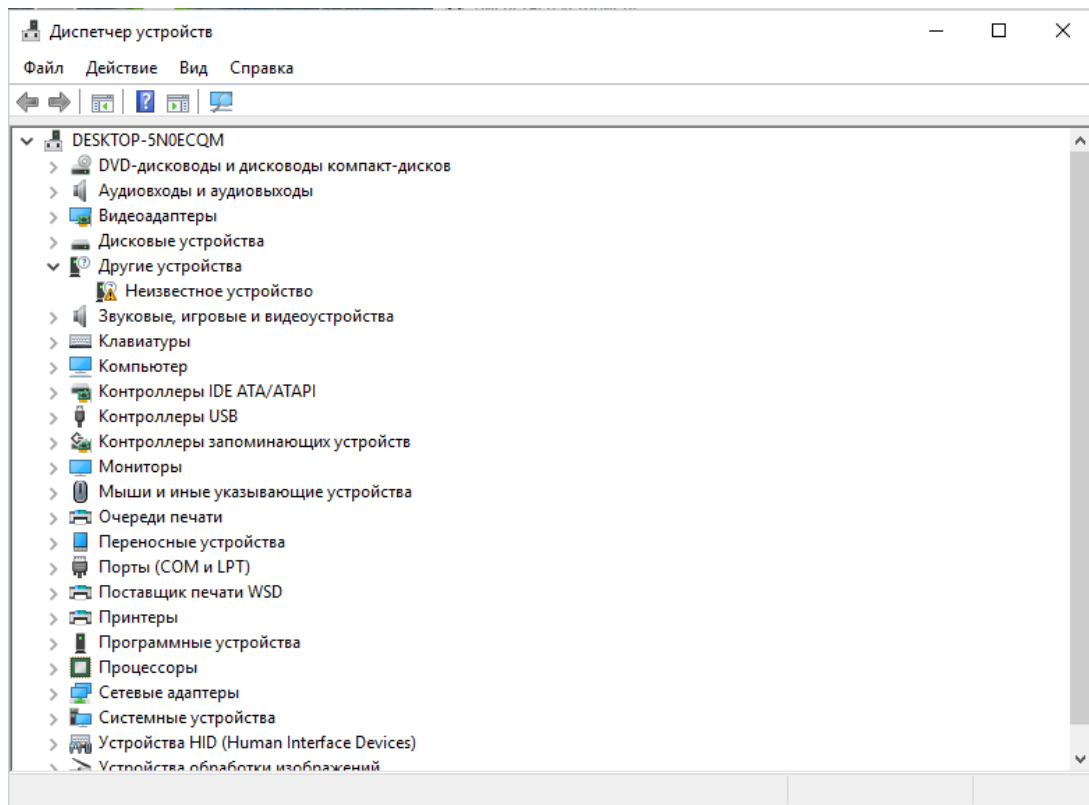 Диспетчер устройств
Файл Действие Вид Справка
DESKTOP-5N0ECQM
DVD-дисководы и дисководы компакт-дисков
Аудиовходы и аудиовыходы
Видеоадаптеры
Дисковые устройства
Другие устройства
Неизвестное устройство
Звуковые, игровые и видеоустройства
Клавиатуры
Компьютер
Контроллеры IDE ATA/ATAPI
Контроллеры USB
Контроллеры запоминающих устройств
Мониторы
Мыши и иные указывающие устройства
Очереди печати
Переносные устройства
Порты (COM и LPT)
Поставщик печати WSD
Принтеры
Программные устройства
Процессоры
Сетевые адаптеры
Системные устройства
Устройства HID (Human Interface Devices)
Устройства обработки изображений